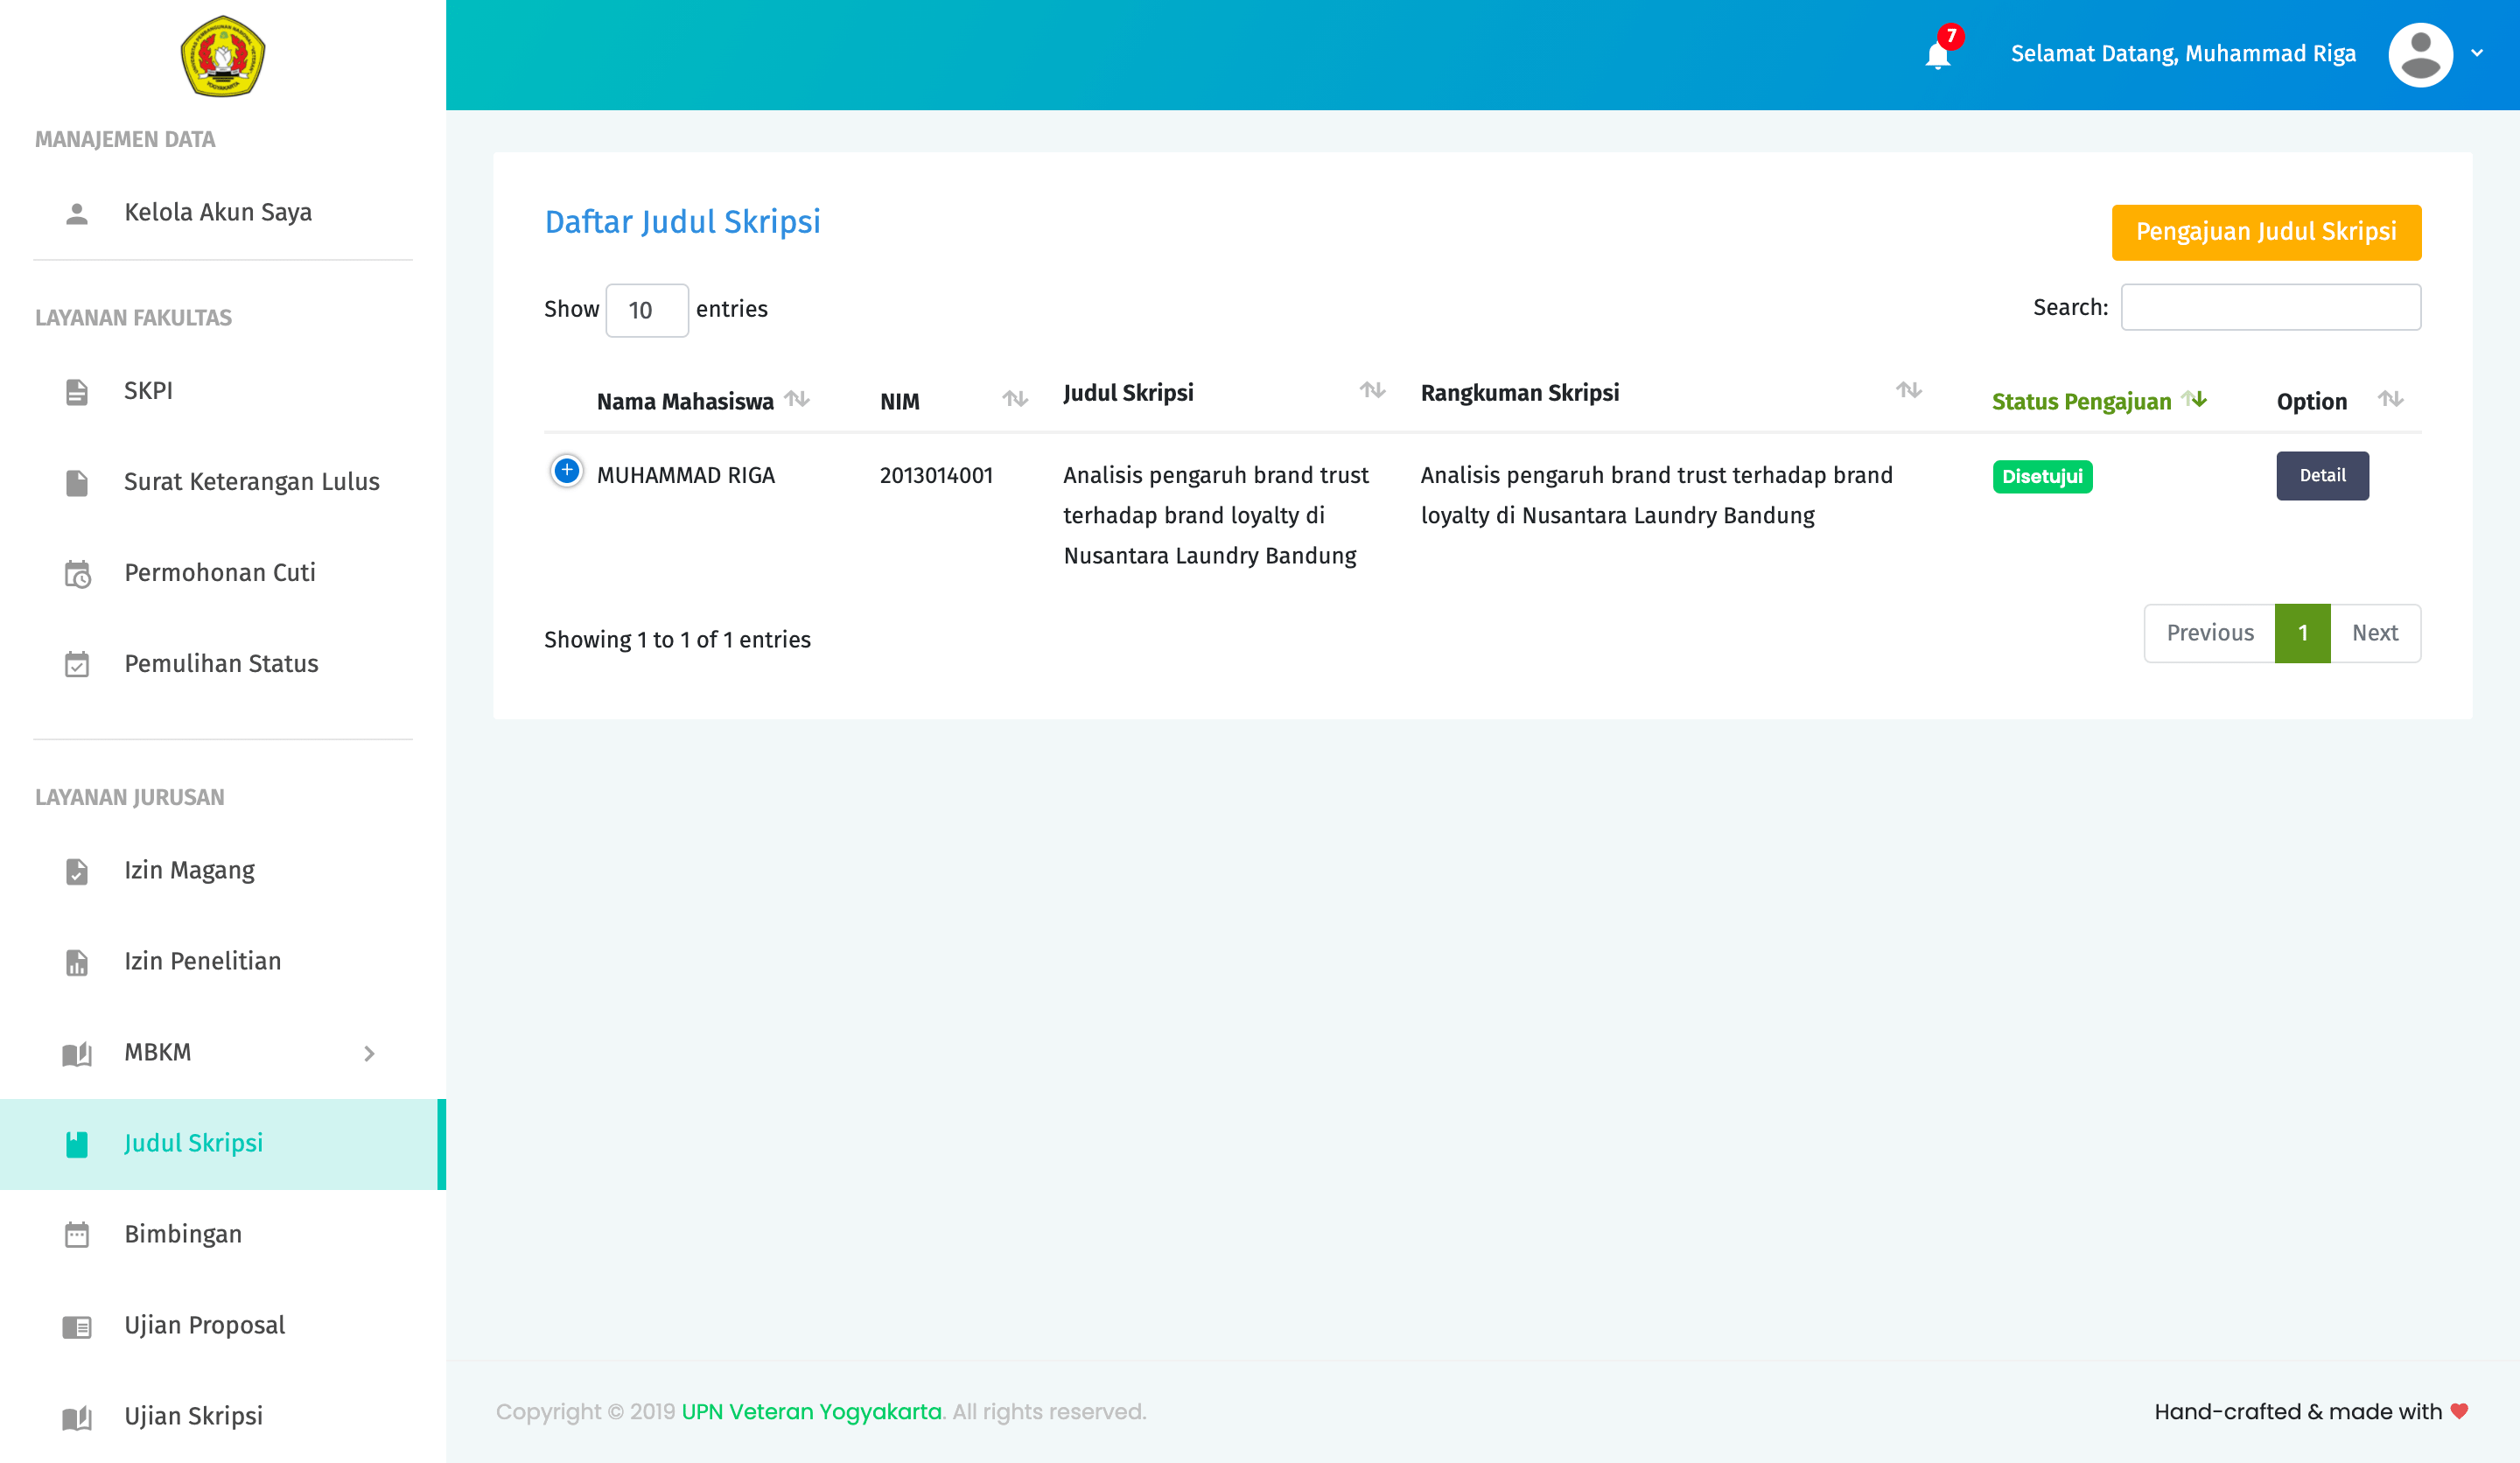 MANAJEMEN DATA
Kelola Akun Saya
LAYANAN FAKULTAS
SKPI
Surat Keterangan Lulus
Permohonan Cuti
Pemulihan Status
LAYANAN JURUSAN
Izin Magang
Izin Penelitian
MBKM
Judul Skripsi
Bimbingan
Ujian Proposal
Ujian Skripsi
7
Selamat Datang, Muhammad Riga
Daftar Judul Skripsi
Pengajuan Judul Skripsi
Show 10 entries
Search:
Nama Mahasiswa NIM Judul Skripsi Rangkuman Skripsi Status Pengajuan Option
MUHAMMAD RIGA 2013014001 Analisis pengaruh brand trust Analisis pengaruh brand trust terhadap brand Disetujui Detail
terhadap brand loyalty di loyalty di Nusantara Laundry Bandung
Nusantara Laundry Bandung
Showing 1 to 1 of 1 entries
Previous 1 Next
Copyright © 2019 UPN Veteran Yogyakarta. All rights reserved.
Hand-crafted & made with